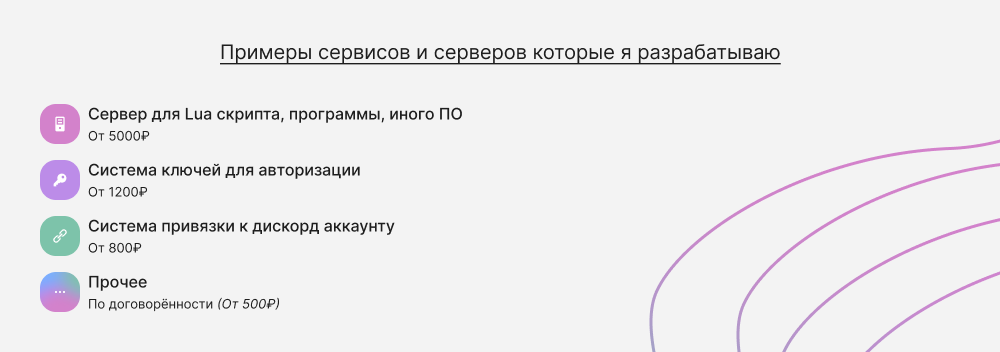 Примеры сервисов и серверов которые я разрабатываю
Сервер для Lua скрипта, программы, иного ПО
От 5000₽
Система ключей для авторизации
От 1200₽
Система привязки к дискорд аккаунту
От 800₽
Прочее
По договорённости (От 500₽)